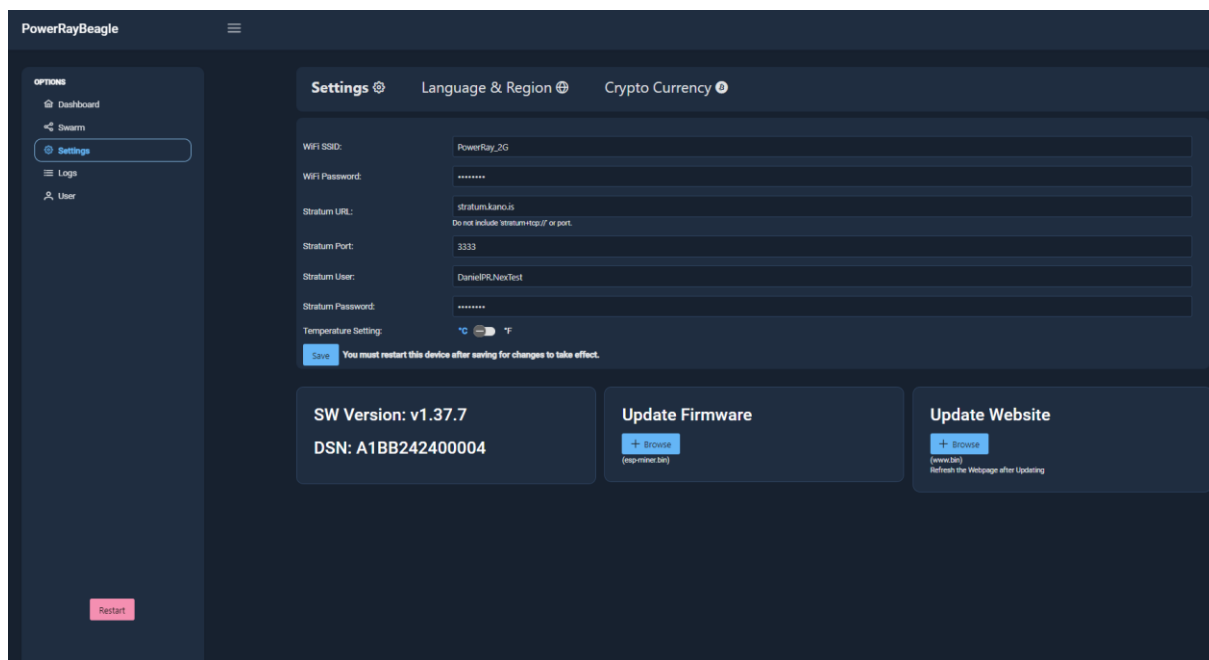 PowerRayBeagle
OPTIONS
Dashboard
Swarm
Settings
Logs
User
Restart
Settings Language & Region Crypto Currency
WiFi SSID: PowerRay_2G
WiFi Password: ••••••••
Stratum URL: stratum.kano.is
Do not include 'stratum+tcp://' or port.
Stratum Port: 3333
Stratum User: DanielPR.NexTest
Stratum Password: ••••••••
Temperature Setting: °C °F
Save You must restart this device after saving for changes to take effect.
SW Version: v1.37.7
DSN: A1BB242400004
Update Firmware
+ Browse
(esp-miner.bin)
Update Website
+ Browse
(www.bin)
Refresh the Webpage after Updating